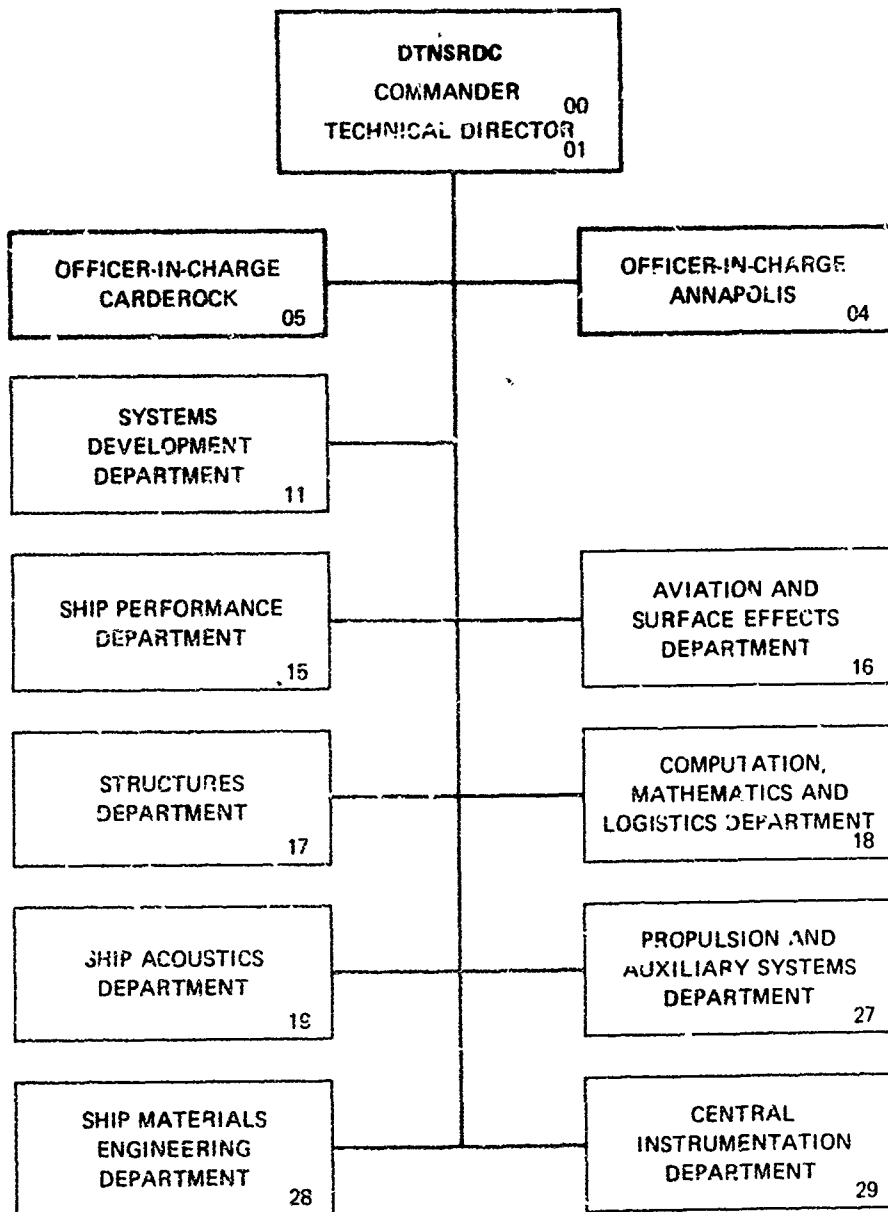 DTNSRDC
COMMANDER 00
TECHNICAL DIRECTOR 01
OFFICER-IN-CHARGE
CARDEROCK
05
OFFICER-IN-CHARGE
ANNAPOLIS
04
SYSTEMS
DEVELOPMENT
DEPARTMENT
11
SHIP PERFORMANCE
DEPARTMENT
15
AVIATION AND
SURFACE EFFECTS
DEPARTMENT
16
STRUCTURES
DEPARTMENT
17
COMPUTATION,
MATHEMATICS AND
LOGISTICS DEPARTMENT
18
SHIP ACOUSTICS
DEPARTMENT
19
PROPULSION AND
AUXILIARY SYSTEMS
DEPARTMENT
27
SHIP MATERIALS
ENGINEERING
DEPARTMENT
28
CENTRAL
INSTRUMENTATION
DEPARTMENT
29